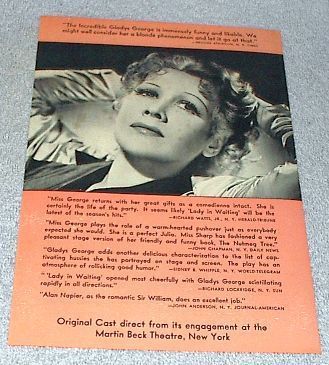 "The Incredible Gladys George is immensely funny and likable. We
might well consider her a blonde phenomenon and let it go at that."
—BROOKS ATKINSON, N. Y. TIMES
"Miss George returns with her great gifts as a comedienne intact. She is
certainly the life of the party. It seems likely 'Lady in Waiting' will be the
latest of the season's hits."
—RICHARD WATTS, JR., N. Y. HERALD-TRIBUNE
"Miss George plays the role of a warmhearted pushover just as everybody
expected she would. She is a perfect Julia. Miss Sharp has fashioned a very
pleasant stage version of her friendly and funny book, The Nutmeg Tree."
—JOHN CHAPMAN, N. Y. DAILY NEWS
"Gladys George adds another delicious characterization to the list of cap-
tivating hussies she has portrayed on stage and screen. The play has an
atmosphere of rollicking good humor."
—SIDNEY B. WHIPPLE, N. Y. WORLD-TELEGRAM
"'Lady in Waiting' opened most cheerfully with Gladys George scintillating
rapidly in all directions."
—RICHARD LOCKRIDGE, N. Y. SUN
"Alan Napier, as the romantic Sir William, does an excellent job."
—JOHN ANDERSON, N. Y. JOURNAL-AMERICAN
Original Cast direct from its engagement at the
Martin Beck Theatre, New York